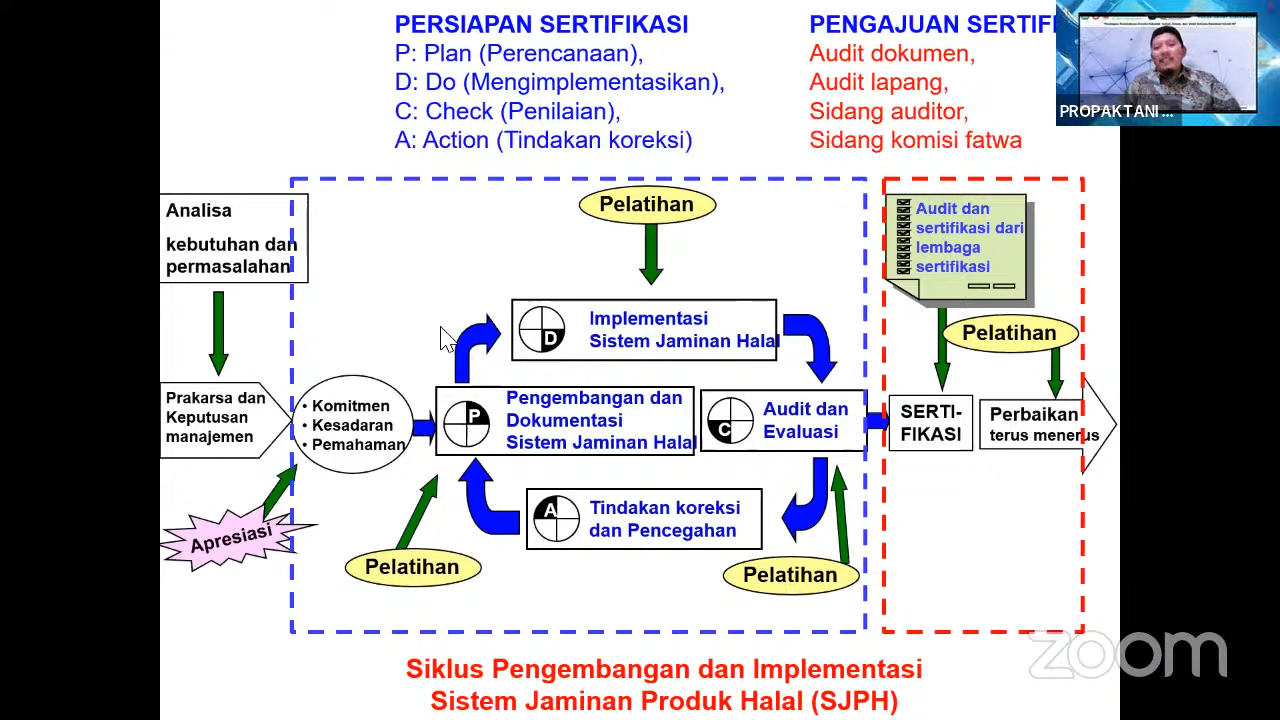 PERSIAPAN SERTIFIKASI
P: Plan (Perencanaan),
D: Do (Mengimplementasikan),
C: Check (Penilaian),
A: Action (Tindakan koreksi)
PENGAJUAN SERTIFI
Audit dokumen,
Audit lapang,
Sidang auditor,
Sidang komisi fatwa
PROPAKTANI ...
Analisa
kebutuhan dan
permasalahan
Pelatihan
Audit dan
sertifikasi dari
lembaga
sertifikasi
D
Implementasi
Sistem Jaminan Halal
Pelatihan
Prakarsa dan
Keputusan
manajemen
• Komitmen
• Kesadaran
• Pemahaman
P
Pengembangan dan
Dokumentasi
Sistem Jaminan Halal
C
Audit dan
Evaluasi
SERTI-
FIKASI
Perbaikan
terus menerus
A
Tindakan koreksi
dan Pencegahan
Apresiasi
Pelatihan
Pelatihan
zoom
Siklus Pengembangan dan Implementasi
Sistem Jaminan Produk Halal (SJPH)